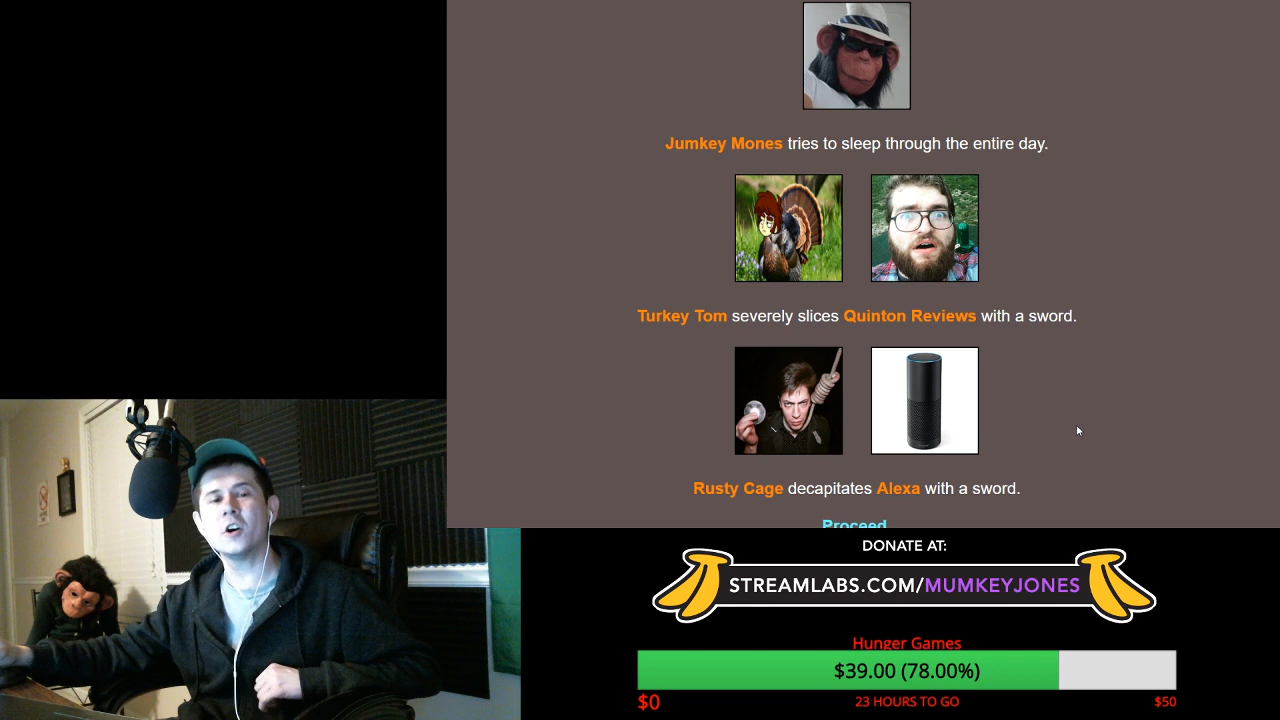 Jumkey Mones tries to sleep through the entire day.
Turkey Tom severely slices Quinton Reviews with a sword.
Rusty Cage decapitates Alexa with a sword.
Proceed
DONATE AT:
STREAMLABS.COM/MUMKEYJONES
Hunger Games
$39.00 (78.00%)
$0 23 HOURS TO GO $50